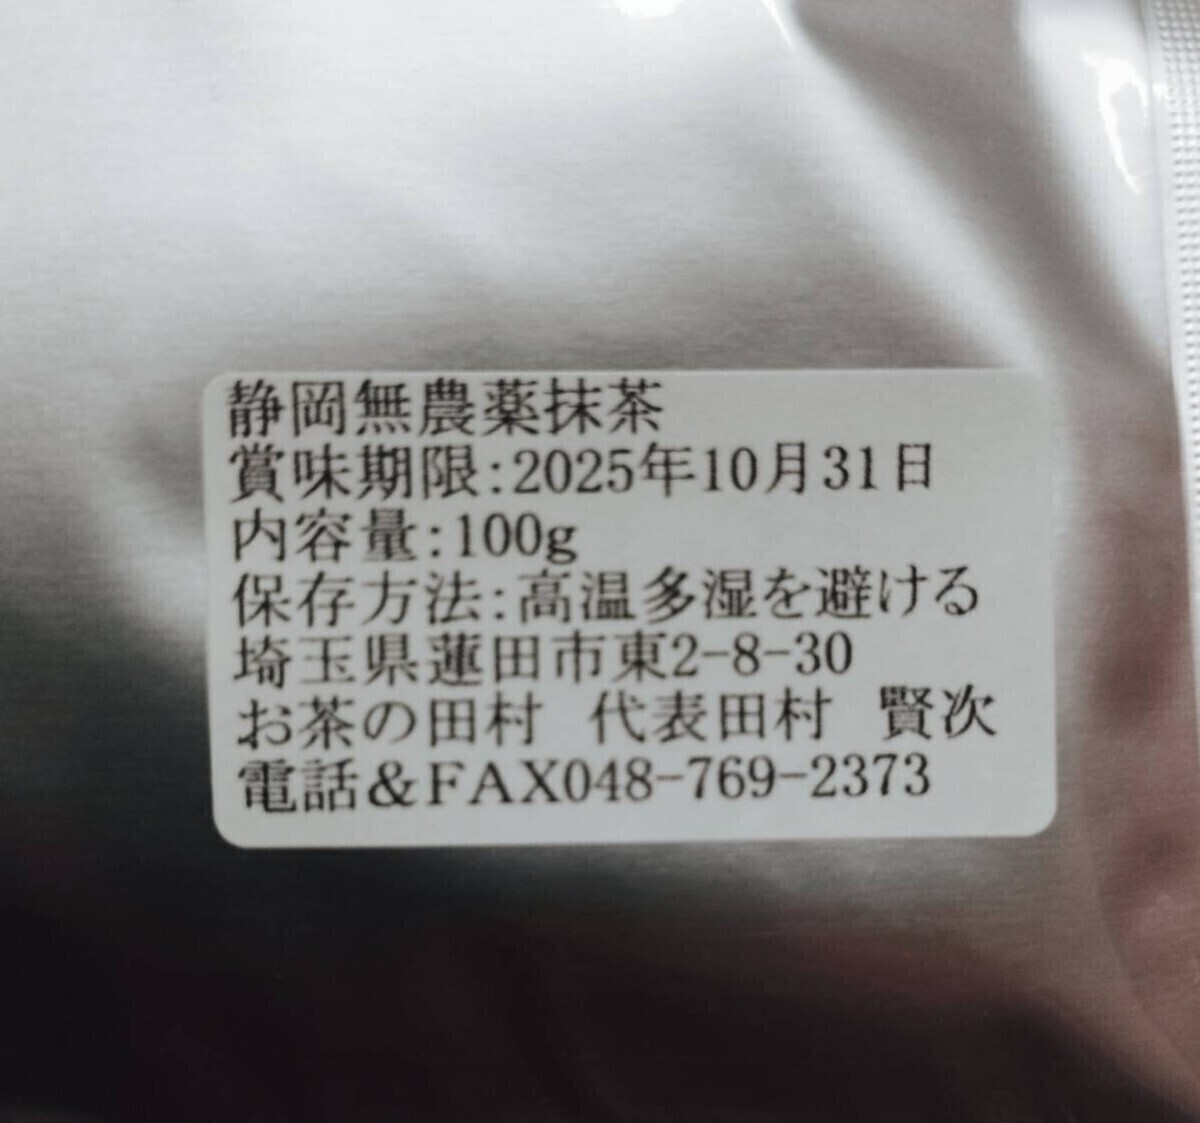 静岡無農薬抹茶
賞味期限:2025年10月31日
内容量:100g
保存方法:高温多湿を避ける
埼玉県蓮田市東2-8-30
お茶の田村 代表田村 賢次
電話&FAX048-769-2373